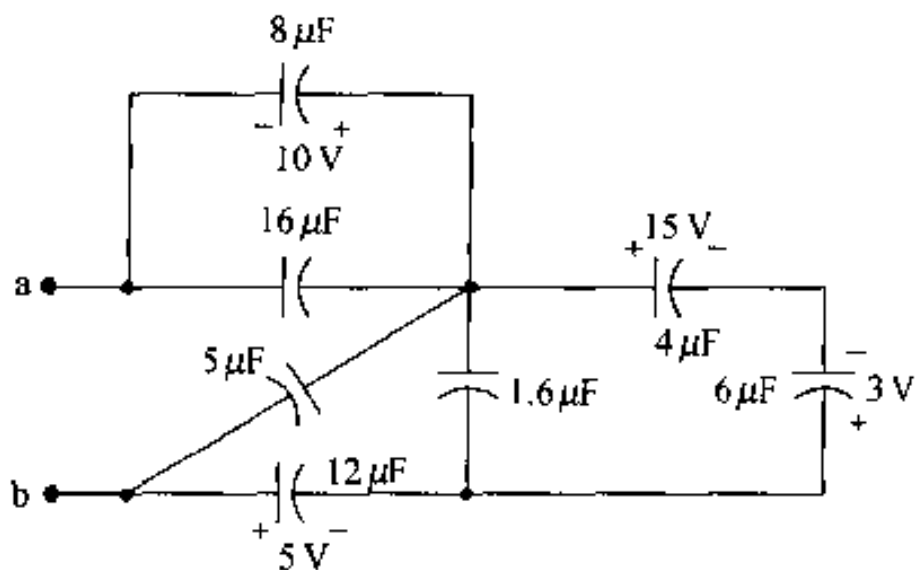 8 μF
− +
10 V
16 μF
15 V
+ −
a
4 μF
5 μF
1.6 μF
6 μF
−
3 V
+
b
12 μF
+ −
5 V